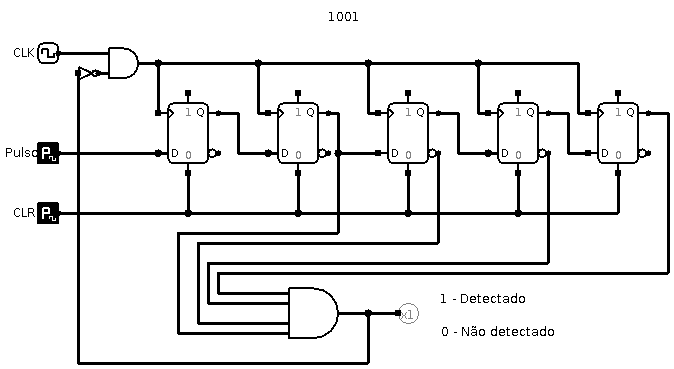 1001
CLK
1 Q
1 Q
1 Q
1 Q
1 Q
Pulso
D 0
D 0
D 0
D 0
D 0
CLR
x1
1 - Detectado
0 - Não detectado